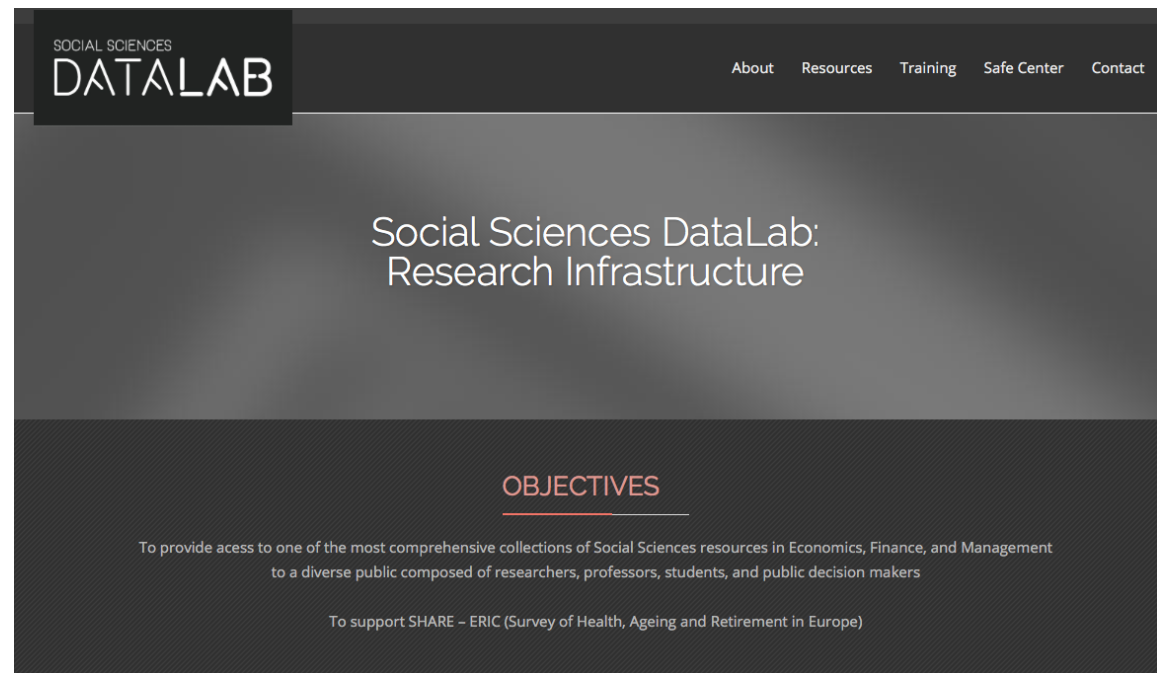 SOCIAL SCIENCES
DATALAB
About Resources Training Safe Center Contact
Social Sciences DataLab:
Research Infrastructure
OBJECTIVES
To provide acess to one of the most comprehensive collections of Social Sciences resources in Economics, Finance, and Management
to a diverse public composed of researchers, professors, students, and public decision makers
To support SHARE – ERIC (Survey of Health, Ageing and Retirement in Europe)